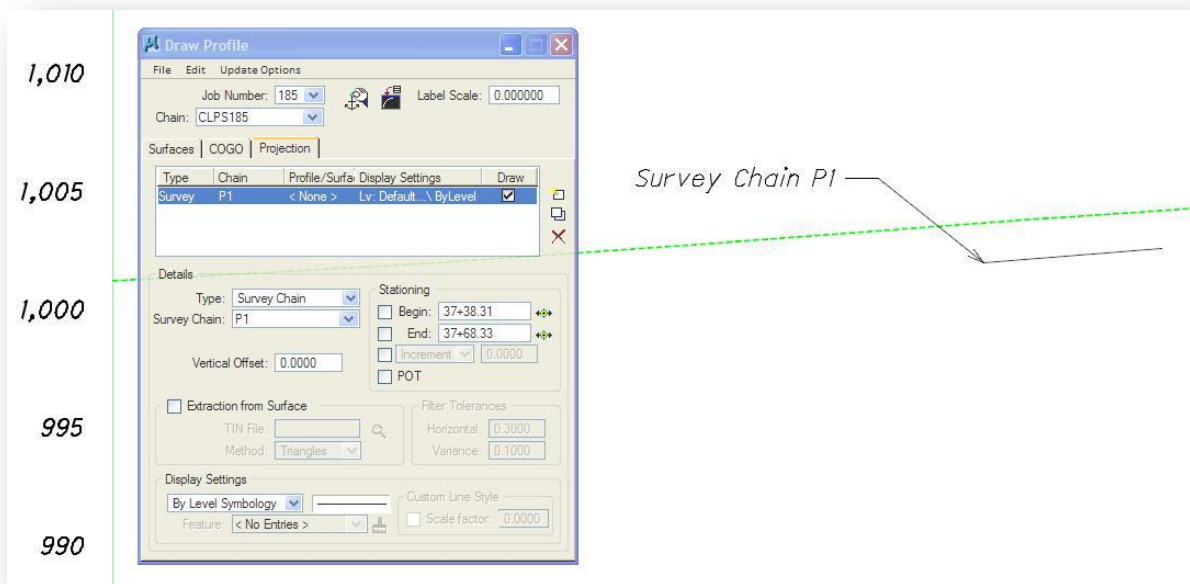 1,010
1,005
1,000
995
990
Draw Profile
File Edit Update Options
Job Number: 185 Label Scale: 0.000000
Chain: CLPS185
Surfaces COGO Projection
Type Chain Profile/Surfa Display Settings Draw
Survey P1 < None > Lv: Default...\ ByLevel
Details
Type: Survey Chain
Survey Chain: P1
Vertical Offset: 0.0000
Stationing
Begin: 37+38.31
End: 37+68.33
Increment 0.0000
POT
Extraction from Surface
TIN File:
Method: Triangles
Filter Tolerances
Horizontal: 0.3000
Variance: 0.1000
Display Settings
By Level Symbology
Feature: < No Entries >
Custom Line Style
Scale factor: 0.0000
Survey Chain P1